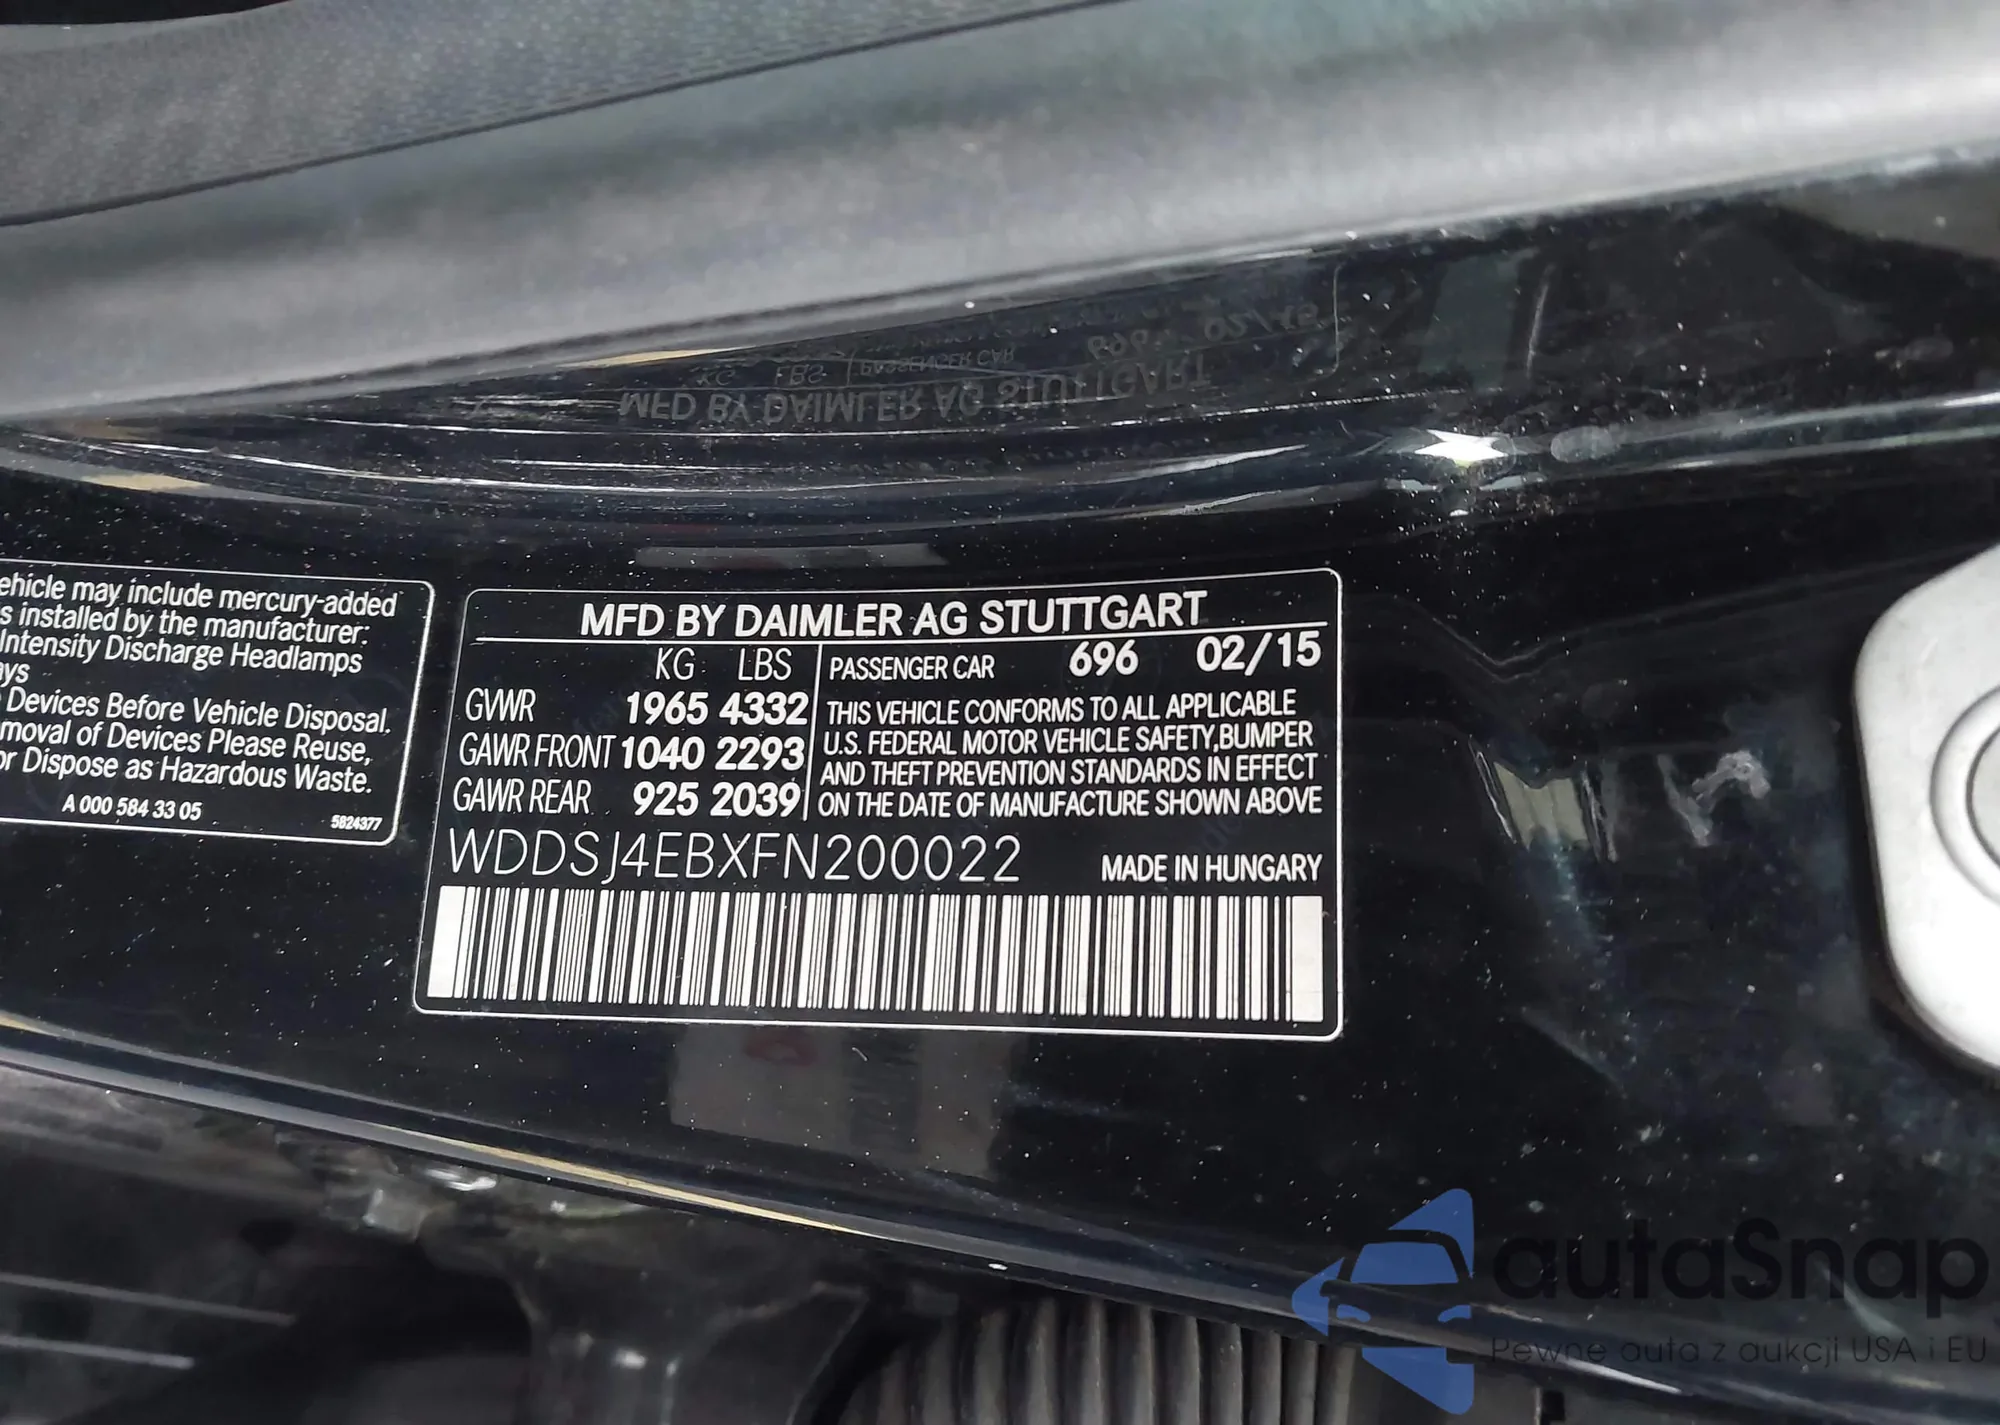 ehicle may include mercury-added
s installed by the manufacturer:
Intensity Discharge Headlamps
ays
Devices Before Vehicle Disposal.
moval of Devices Please Reuse,
or Dispose as Hazardous Waste.
A 000 584 33 05
5824377
MFD BY DAIMLER AG STUTTGART
KG LBS PASSENGER CAR 696 02/15
GVWR 1965 4332
GAWR FRONT 1040 2293
GAWR REAR 925 2039
THIS VEHICLE CONFORMS TO ALL APPLICABLE
U.S. FEDERAL MOTOR VEHICLE SAFETY,BUMPER
AND THEFT PREVENTION STANDARDS IN EFFECT
ON THE DATE OF MANUFACTURE SHOWN ABOVE
WDDSJ4EBXFN200022 MADE IN HUNGARY
autaSnap
Pewne auta z aukcji USA i EU